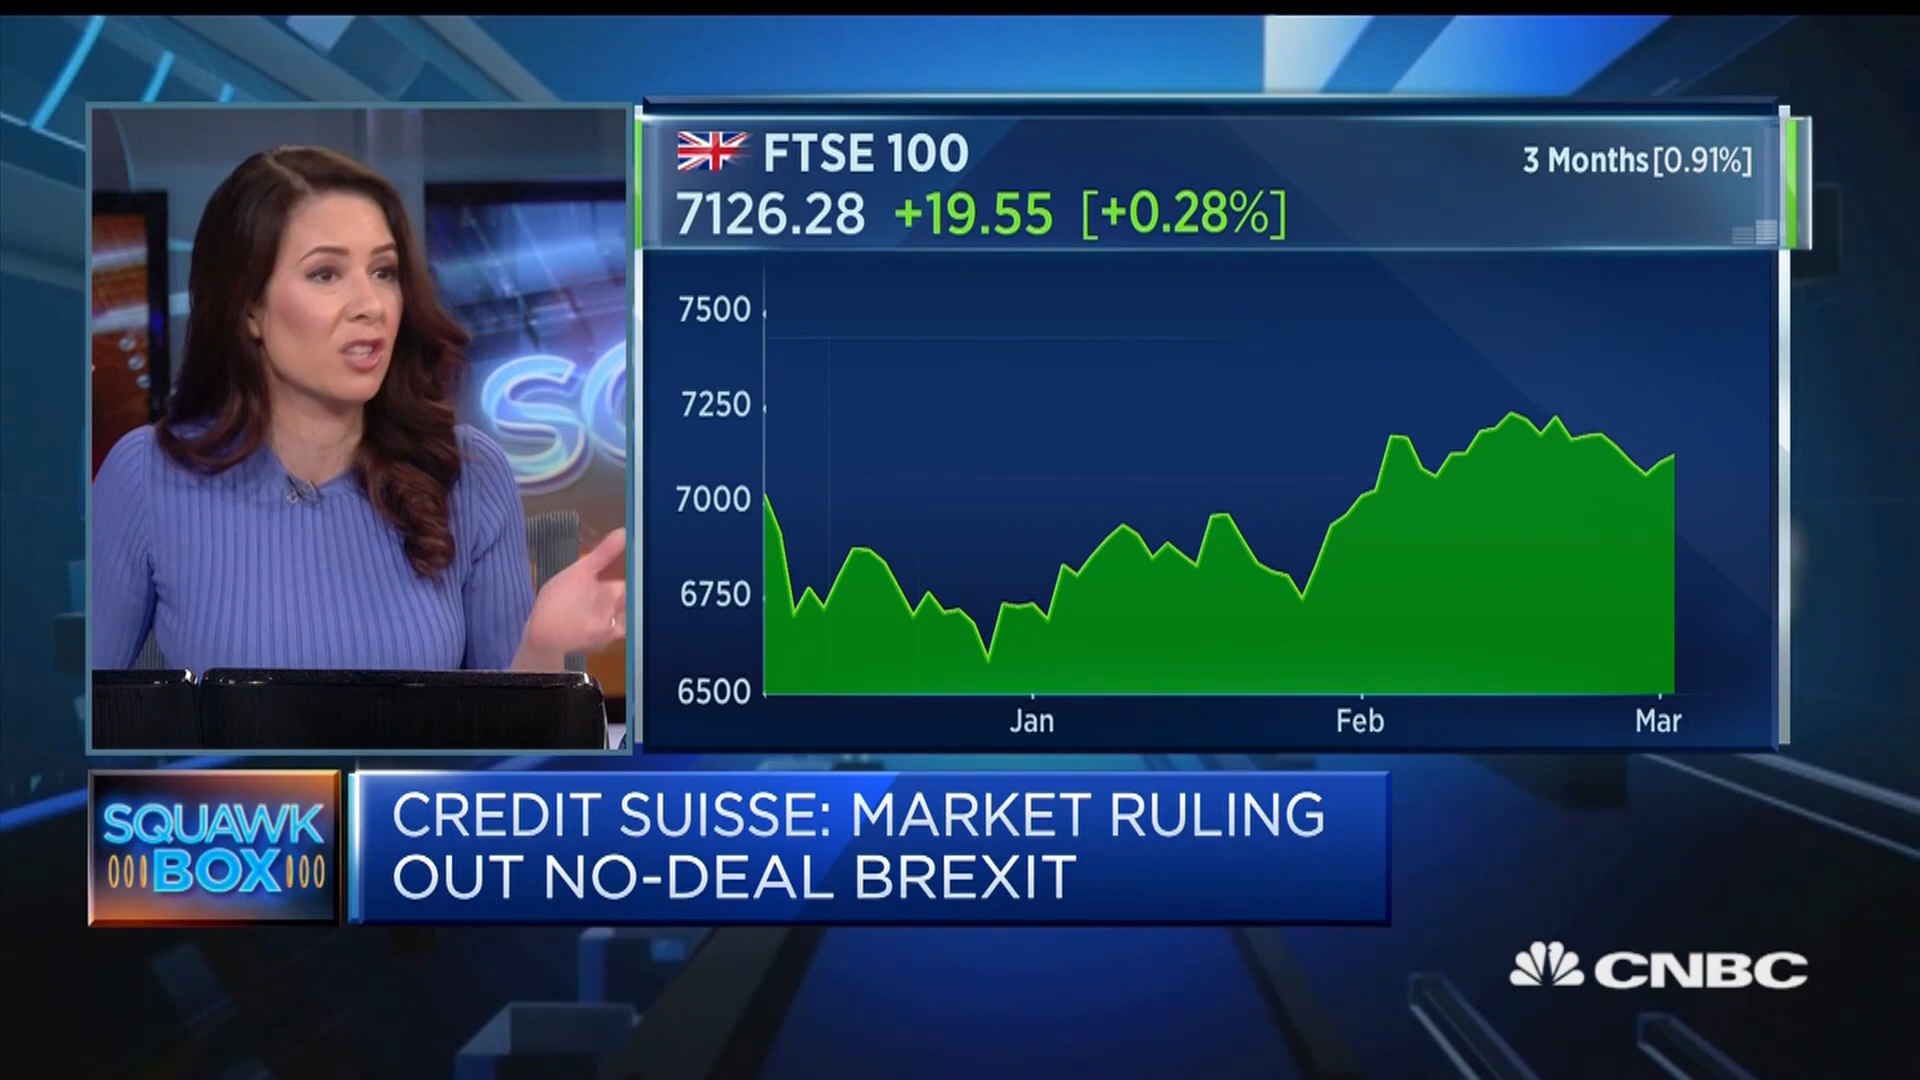 FTSE 100
3 Months [0.91%]
7126.28 +19.55 [+0.28%]
7500
7250
7000
6750
6500
Jan Feb Mar
SQUAWK
BOX
CREDIT SUISSE: MARKET RULING
OUT NO-DEAL BREXIT
CNBC